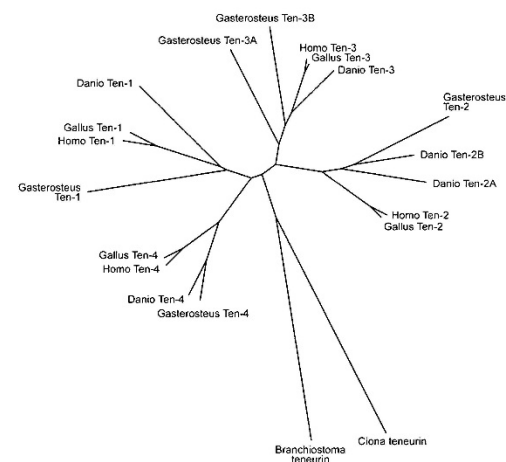 Gasterosteus Ten-3B
Gasterosteus Ten-3A
Homo Ten-3
Gallus Ten-3
Danio Ten-3
Danio Ten-1
Gasterosteus
Ten-2
Gallus Ten-1
Homo Ten-1
Danio Ten-2B
Danio Ten-2A
Gasterosteus
Ten-1
Homo Ten-2
Gallus Ten-2
Gallus Ten-4
Homo Ten-4
Danio Ten-4
Gasterosteus Ten-4
Ciona teneurin
Branchiostoma
teneurin